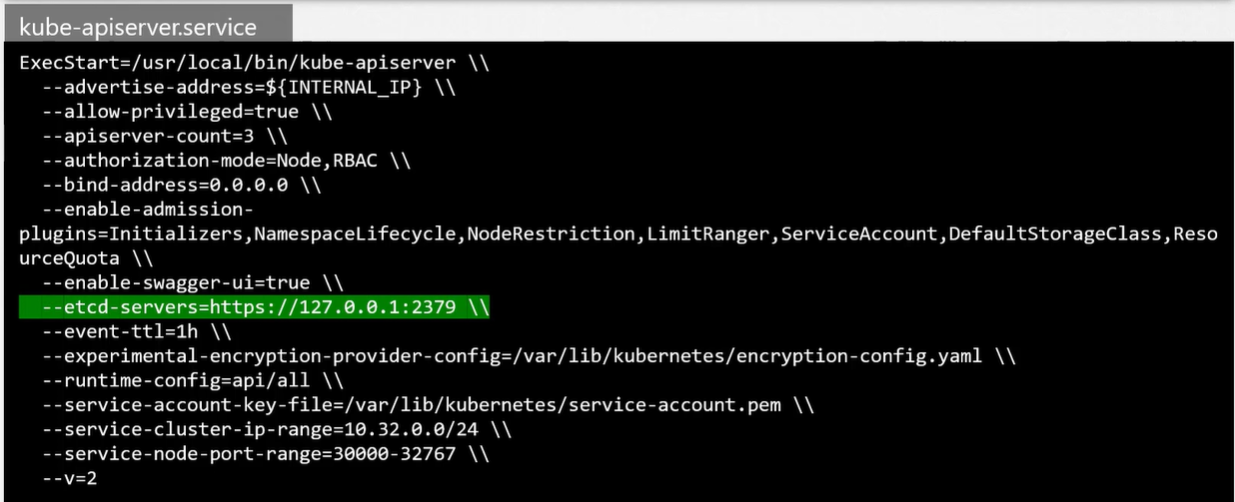 kube-apiserver.service
ExecStart=/usr/local/bin/kube-apiserver \\
--advertise-address=${INTERNAL_IP} \\
--allow-privileged=true \\
--apiserver-count=3 \\
--authorization-mode=Node,RBAC \\
--bind-address=0.0.0.0 \\
--enable-admission-
plugins=Initializers,NamespaceLifecycle,NodeRestriction,LimitRanger,ServiceAccount,DefaultStorageClass,Reso
urceQuota \\
--enable-swagger-ui=true \\
--etcd-servers=https://127.0.0.1:2379 \\
--event-ttl=1h \\
--experimental-encryption-provider-config=/var/lib/kubernetes/encryption-config.yaml \\
--runtime-config=api/all \\
--service-account-key-file=/var/lib/kubernetes/service-account.pem \\
--service-cluster-ip-range=10.32.0.0/24 \\
--service-node-port-range=30000-32767 \\
--v=2